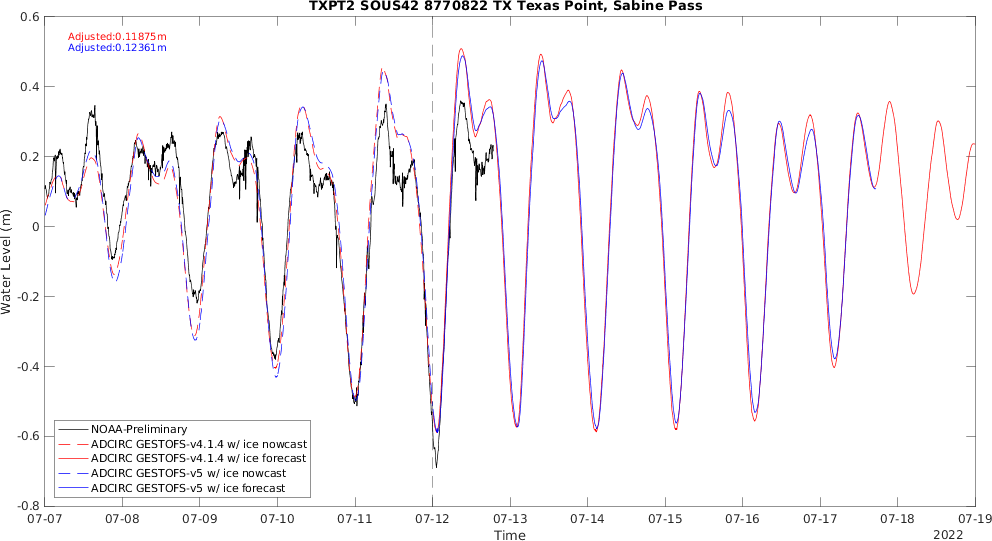 TXPT2 SOUS42 8770822 TX Texas Point, Sabine Pass
Adjusted:0.11875m
Adjusted:0.12361m
Water Level (m)
0.6
0.4
0.2
0
-0.2
-0.4
-0.6
-0.8
NOAA-Preliminary
ADCIRC GESTOFS-v4.1.4 w/ ice nowcast
ADCIRC GESTOFS-v4.1.4 w/ ice forecast
ADCIRC GESTOFS-v5 w/ ice nowcast
ADCIRC GESTOFS-v5 w/ ice forecast
07-07 07-08 07-09 07-10 07-11 07-12 07-13 07-14 07-15 07-16 07-17 07-18 07-19
Time
2022